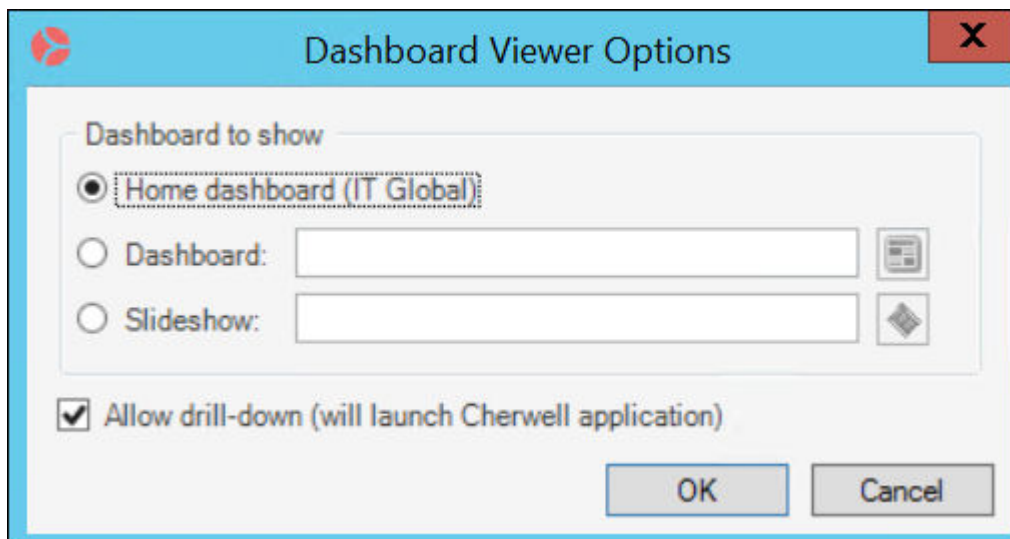 Dashboard Viewer Options
X
Dashboard to show
Home dashboard (IT Global)
Dashboard:
Slideshow:
Allow drill-down (will launch Cherwell application)
OK Cancel